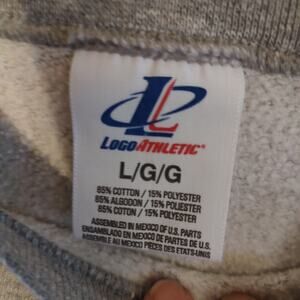 LOGO ATHLETIC
L/G/G
85% COTTON / 15% POLYESTER
85% ALGODON / 15% POLIESTER
85% COTON / 15% POLYESTER
ASSEMBLED IN MEXICO OF U.S. PARTS
ENSAMBLADO EN MEXICO DE PARTES DE U.S.
ASSEMBLE AU MEXICO PIECES DES ETATS-UNIS